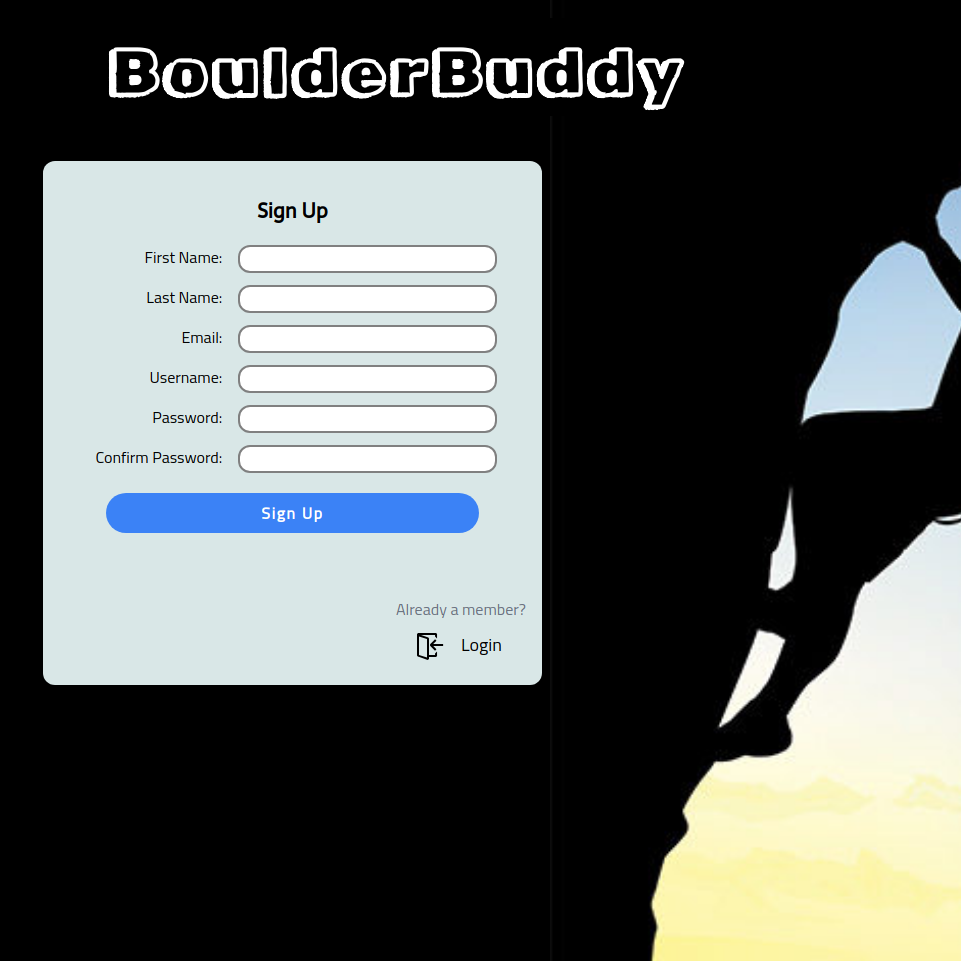 BoulderBuddy
Sign Up
First Name:
Last Name:
Email:
Username:
Password:
Confirm Password:
Sign Up
Already a member?
Login